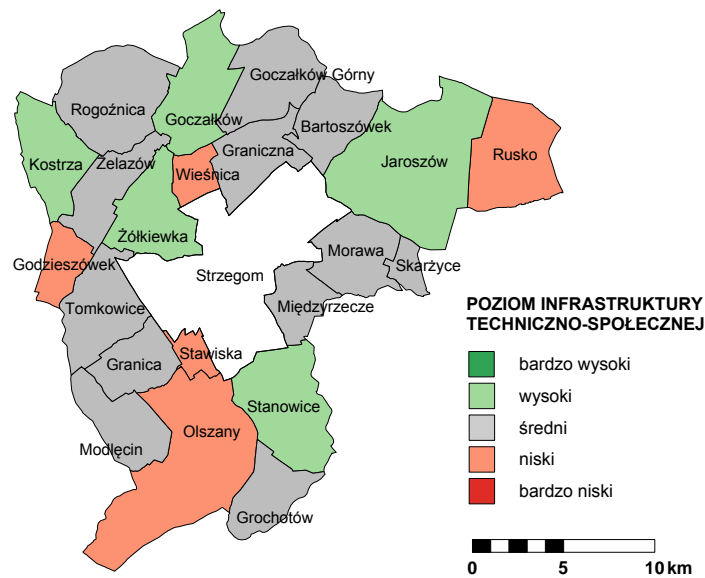 Goczałków Górny
Rogoźnica
Goczałków
Bartoszówek
Graniczna
Jaroszów
Rusko
Kostrza
Żelazów
Wieśnica
Żółkiewka
Godzieszówek
Morawa
Skarżyce
Strzegom
Międzyrzecze
Tomkowice
Stawiska
Granica
Stanowice
Olszany
Modlęcin
Grochotów
POZIOM INFRASTRUKTURY
TECHNICZNO-SPOŁECZNEJ
bardzo wysoki
wysoki
średni
niski
bardzo niski
0 5 10 km